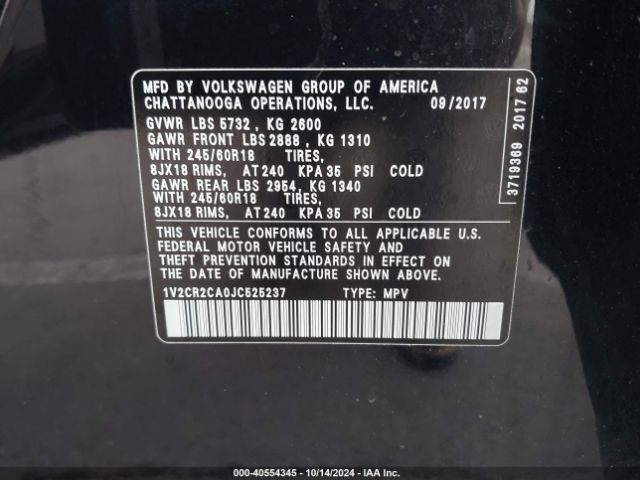 MFD BY VOLKSWAGEN GROUP OF AMERICA
CHATTANOOGA OPERATIONS, LLC. 09/2017
GVWR LBS 5732 , KG 2600
GAWR FRONT LBS 2888 , KG 1310
WITH 245/60R18 TIRES,
8JX18 RIMS, AT 240 KPA 35 PSI COLD
GAWR REAR LBS 2954, KG 1340
WITH 245/60R18 TIRES,
8JX18 RIMS, AT 240 KPA 35 PSI COLD
THIS VEHICLE CONFORMS TO ALL APPLICABLE U.S.
FEDERAL MOTOR VEHICLE SAFETY AND
THEFT PREVENTION STANDARDS IN EFFECT ON
THE DATE OF MANUFACTURE SHOWN ABOVE.
1V2CR2CA0JC525237 TYPE: MPV
3719369 2017 62
000-40554345 - 10/14/2024 - IAA Inc.